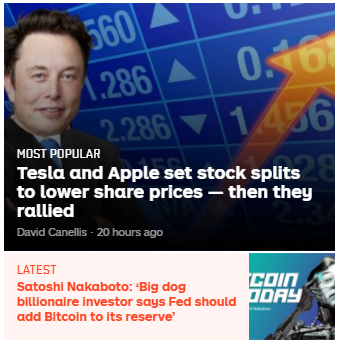 560
1.286
0.168
2.286
1.456
MOST POPULAR
Tesla and Apple set stock splits
to lower share prices — then they
rallied
David Canellis - 20 hours ago
LATEST
Satoshi Nakaboto: ‘Big dog
billionaire investor says Fed should
add Bitcoin to its reserve’
COIN
ODAY